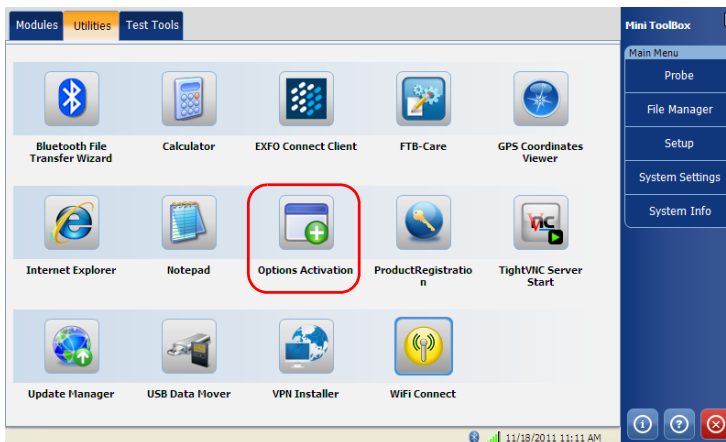 Modules Utilities Test Tools
Mini ToolBox
Main Menu
Probe
File Manager
Setup
System Settings
System Info
Bluetooth File
Transfer Wizard
Calculator
EXFO Connect Client
FTB-Care
GPS Coordinates
Viewer
Internet Explorer
Notepad
Options Activation
ProductRegistratio
n
VNC
TightVNC Server
Start
Update Manager
USB Data Mover
VPN Installer
WiFi Connect
11/18/2011 11:11 AM